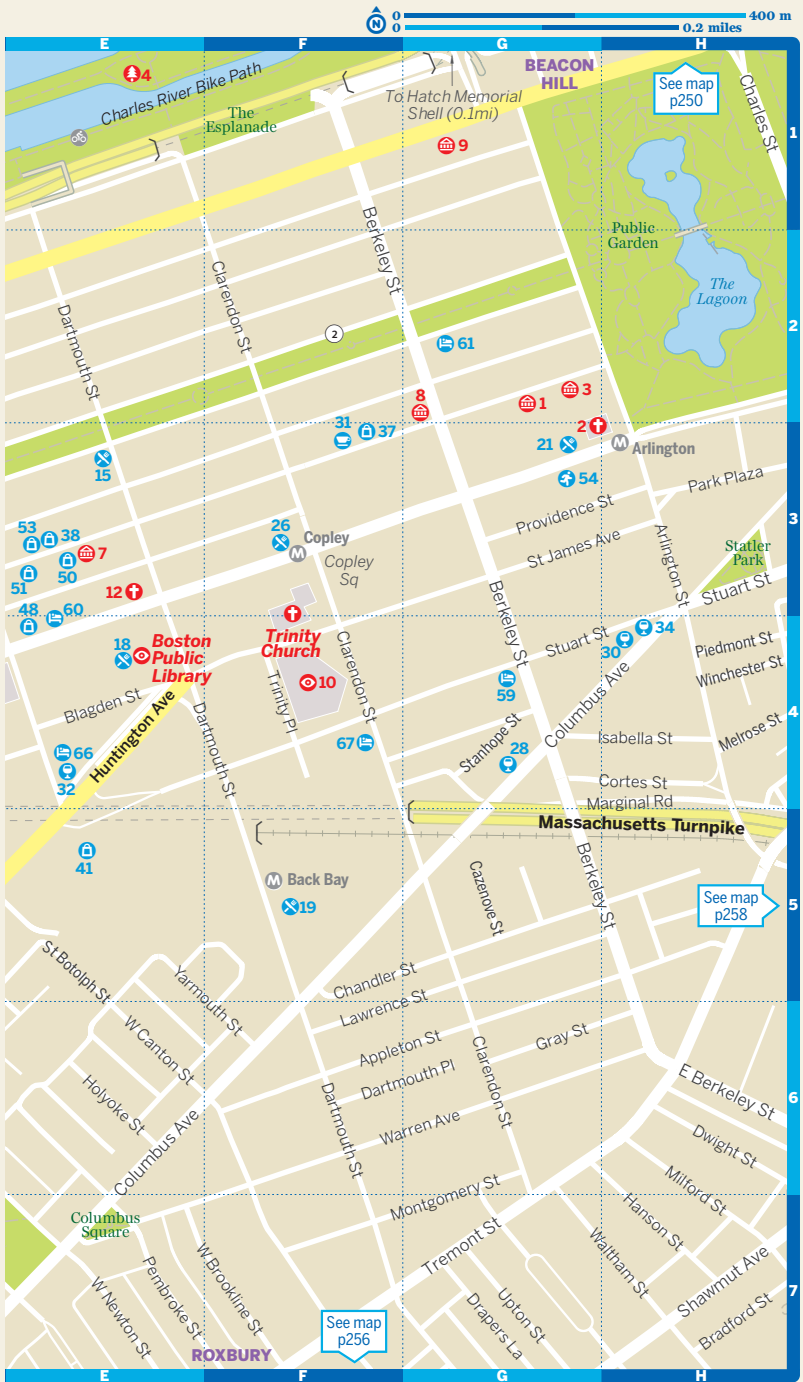 N
0 400 m
0 0.2 miles
E F G H
4
Charles River Bike Path
The
Esplanade
To Hatch Memorial
Shell (0.1mi)
BEACON
HILL
See map
p250
Charles St
1
9
Berkeley St
Public
Garden
The
Lagoon
2
Clarendon St
Dartmouth St
2
61
8
1
3
2
31
37
21
M Arlington
15
54
Park Plaza
3
53
38
7
50
51
26
Copley
M
Copley
Sq
Providence St
St James Ave
Arlington St
Statler
Park
Stuart St
12
48
60
18
Boston
Public
Library
Trinity
Church
10
Clarendon St
Trinity Pl
Berkeley St
Stuart St
34
30
Piedmont St
Winchester St
Columbus Ave
59
4
Blagden St
Huntington Ave
Dartmouth St
66
32
67
Stanhope St
28
Isabella St
Melrose St
Cortes St
Marginal Rd
Massachusetts Turnpike
41
M Back Bay
19
Cazenove St
Berkeley St
See map
p258
5
St Botolph St
Yarmouth St
Chandler St
Lawrence St
W Canton St
Appleton St
Gray St
Dartmouth Pl
Clarendon St
Holyoke St
Dartmouth St
Warren Ave
E Berkeley St
6
Columbus Ave
Dwight St
Milford St
Montgomery St
Hanson St
Columbus
Square
Tremont St
Waltham St
Shawmut Ave
W Brookline St
Pembroke St
W Newton St
Upton St
Drapers La
Bradford St
7
See map
p256
ROXBURY
E F G H